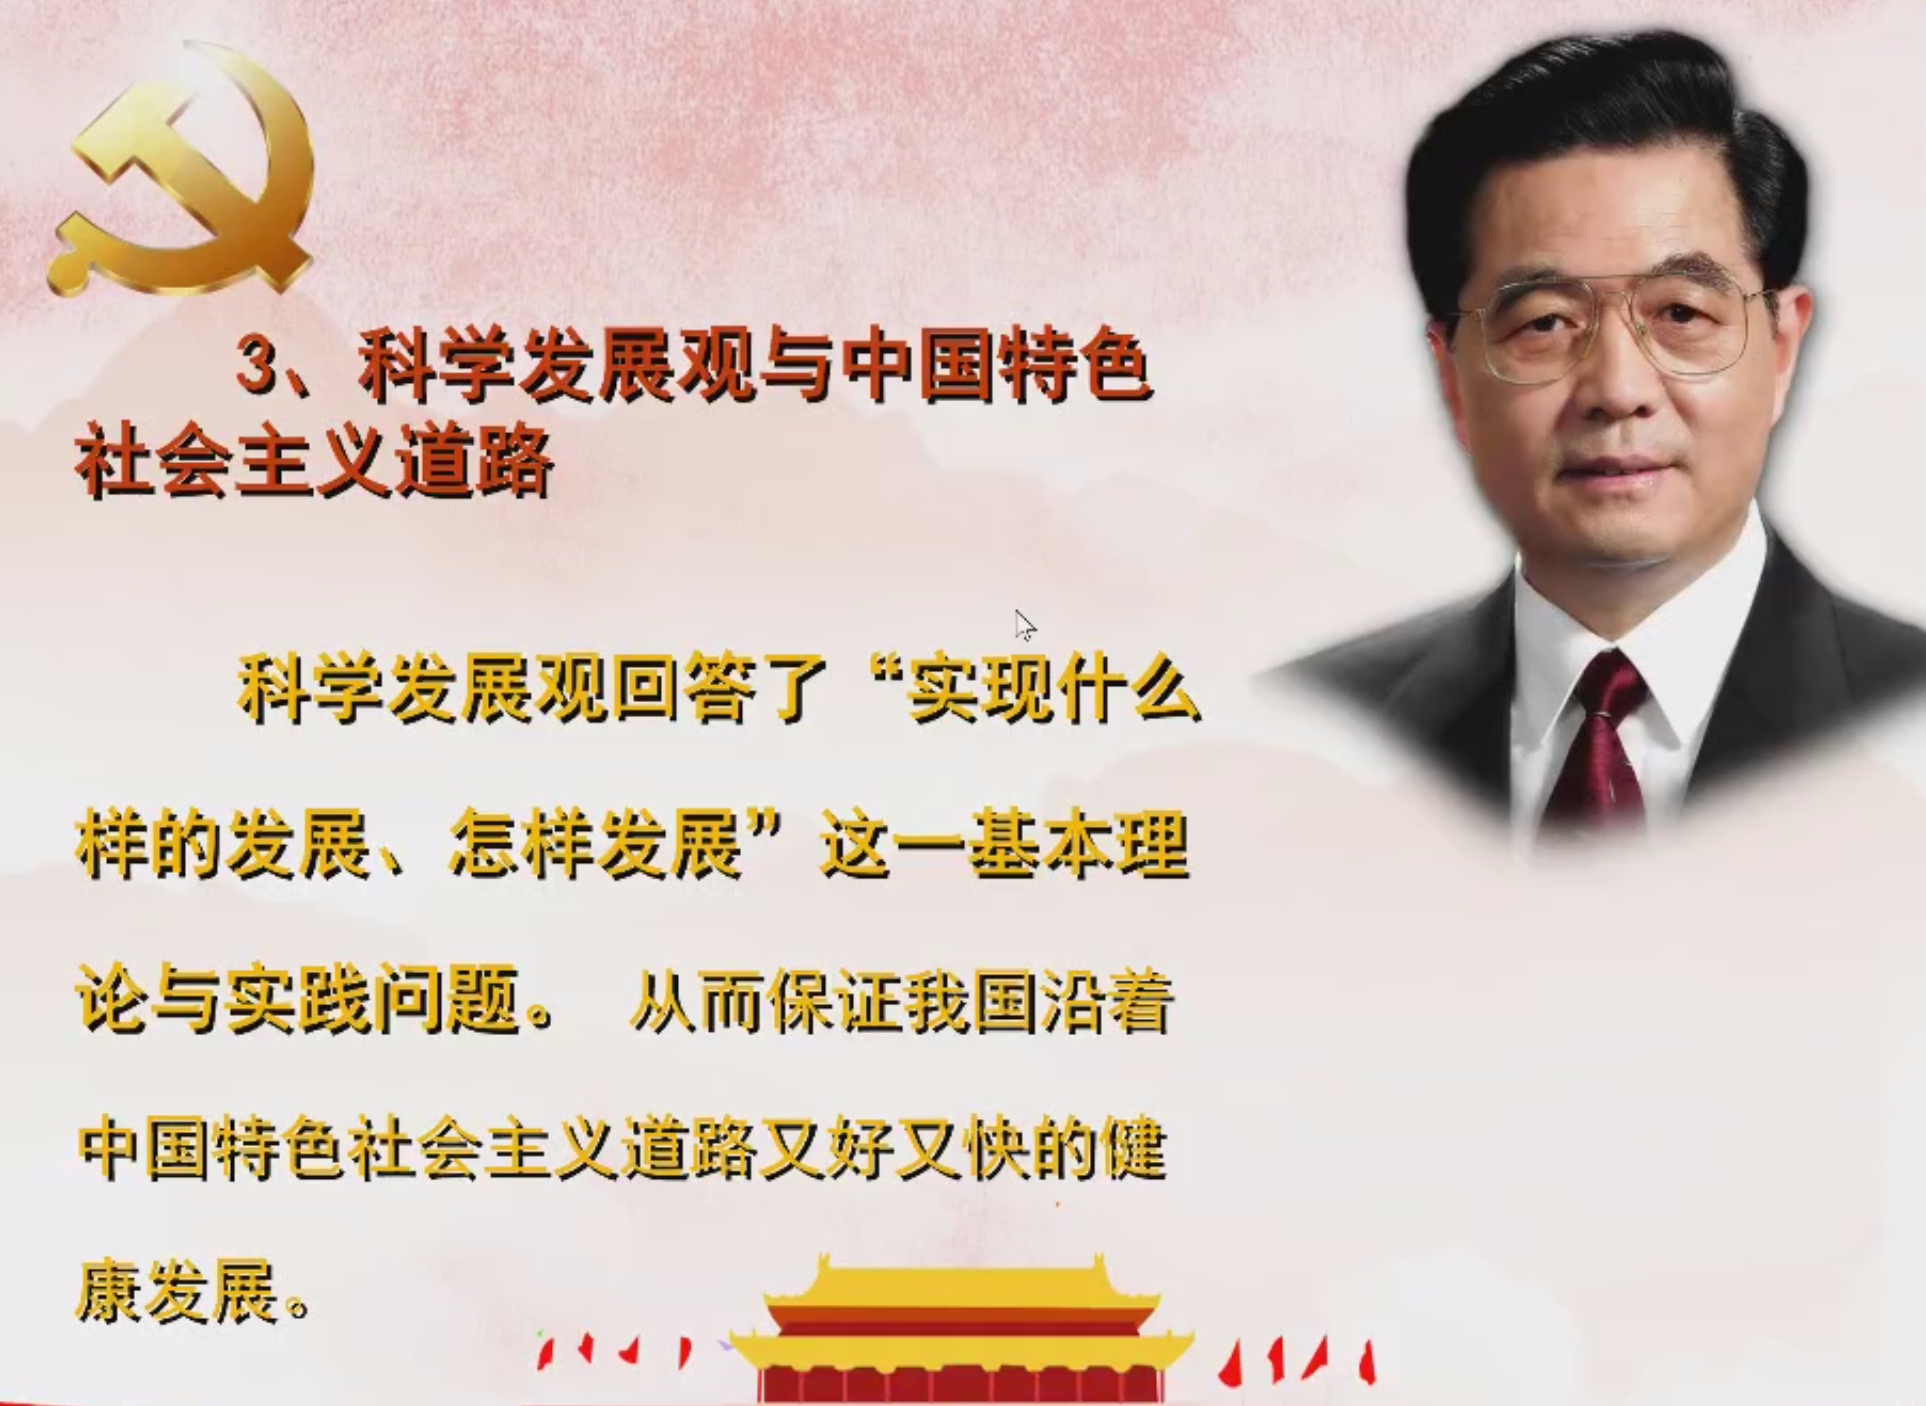 3、科学发展观与中国特色
社会主义道路
科学发展观回答了“实现什么
样的发展、怎样发展”这一基本理
论与实践问题。 从而保证我国沿着
中国特色社会主义道路又好又快的健
康发展。